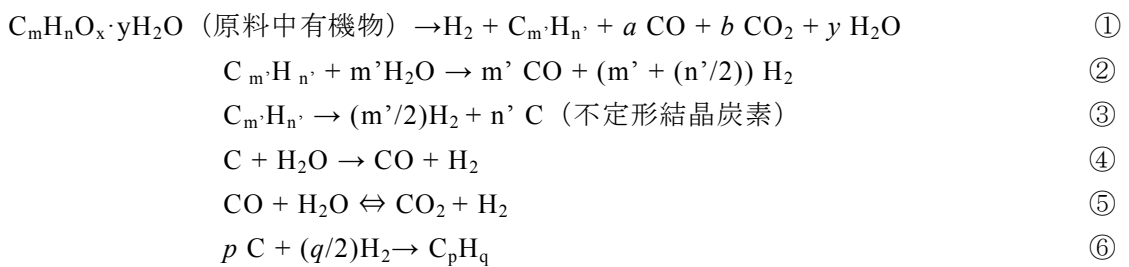 CmHnOx·yH2O（原料中有機物）→H2 + Cm’Hn’ + a CO + b CO2 + y H2O ①
C m’H n’ + m’H2O → m’ CO + (m’ + (n’/2)) H2 ②
Cm’Hn’ → (m’/2)H2 + n’ C（不定形結晶炭素） ③
C + H2O → CO + H2 ④
CO + H2O ⇔ CO2 + H2 ⑤
p C + (q/2)H2→ CpHq ⑥